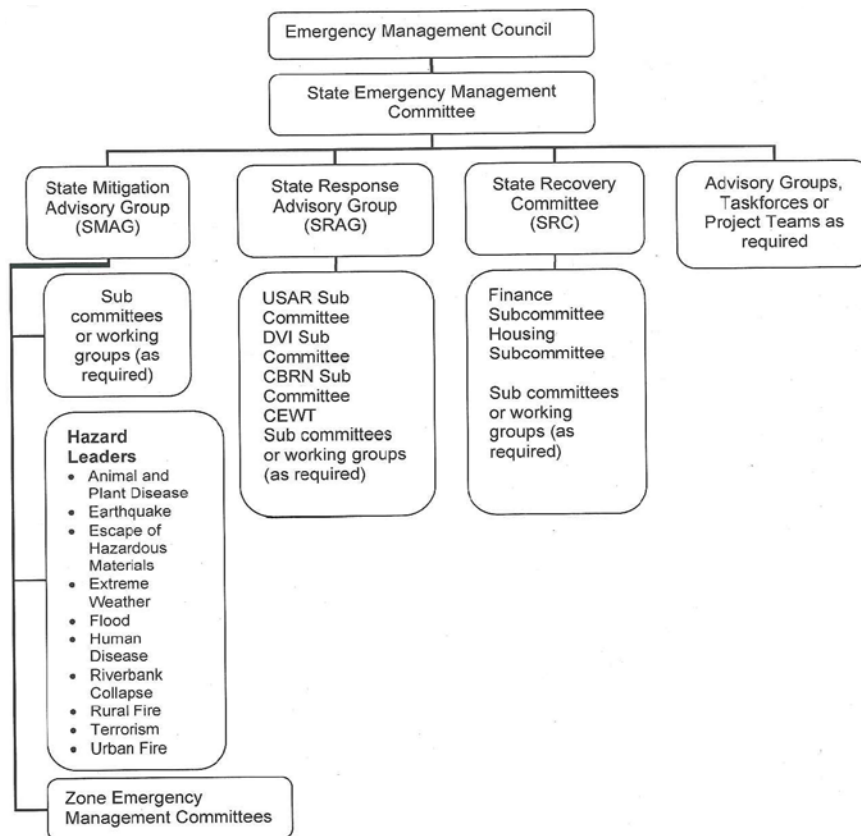 Emergency Management Council
State Emergency Management
Committee
State Mitigation
Advisory Group
(SMAG)
State Response
Advisory Group
(SRAG)
State Recovery
Committee
(SRC)
Advisory Groups,
Taskforces or
Project Teams as
required
Sub
committees
or working
groups (as
required)
USAR Sub
Committee
DVI Sub
Committee
CBRN Sub
Committee
CEWT
Sub committees
or working groups
(as required)
Finance
Subcommittee
Housing
Subcommittee
Sub committees
or working
groups (as
required)
Hazard
Leaders
• Animal and
Plant Disease
• Earthquake
• Escape of
Hazardous
Materials
• Extreme
Weather
• Flood
• Human
Disease
• Riverbank
Collapse
• Rural Fire
• Terrorism
• Urban Fire
Zone Emergency
Management Committees